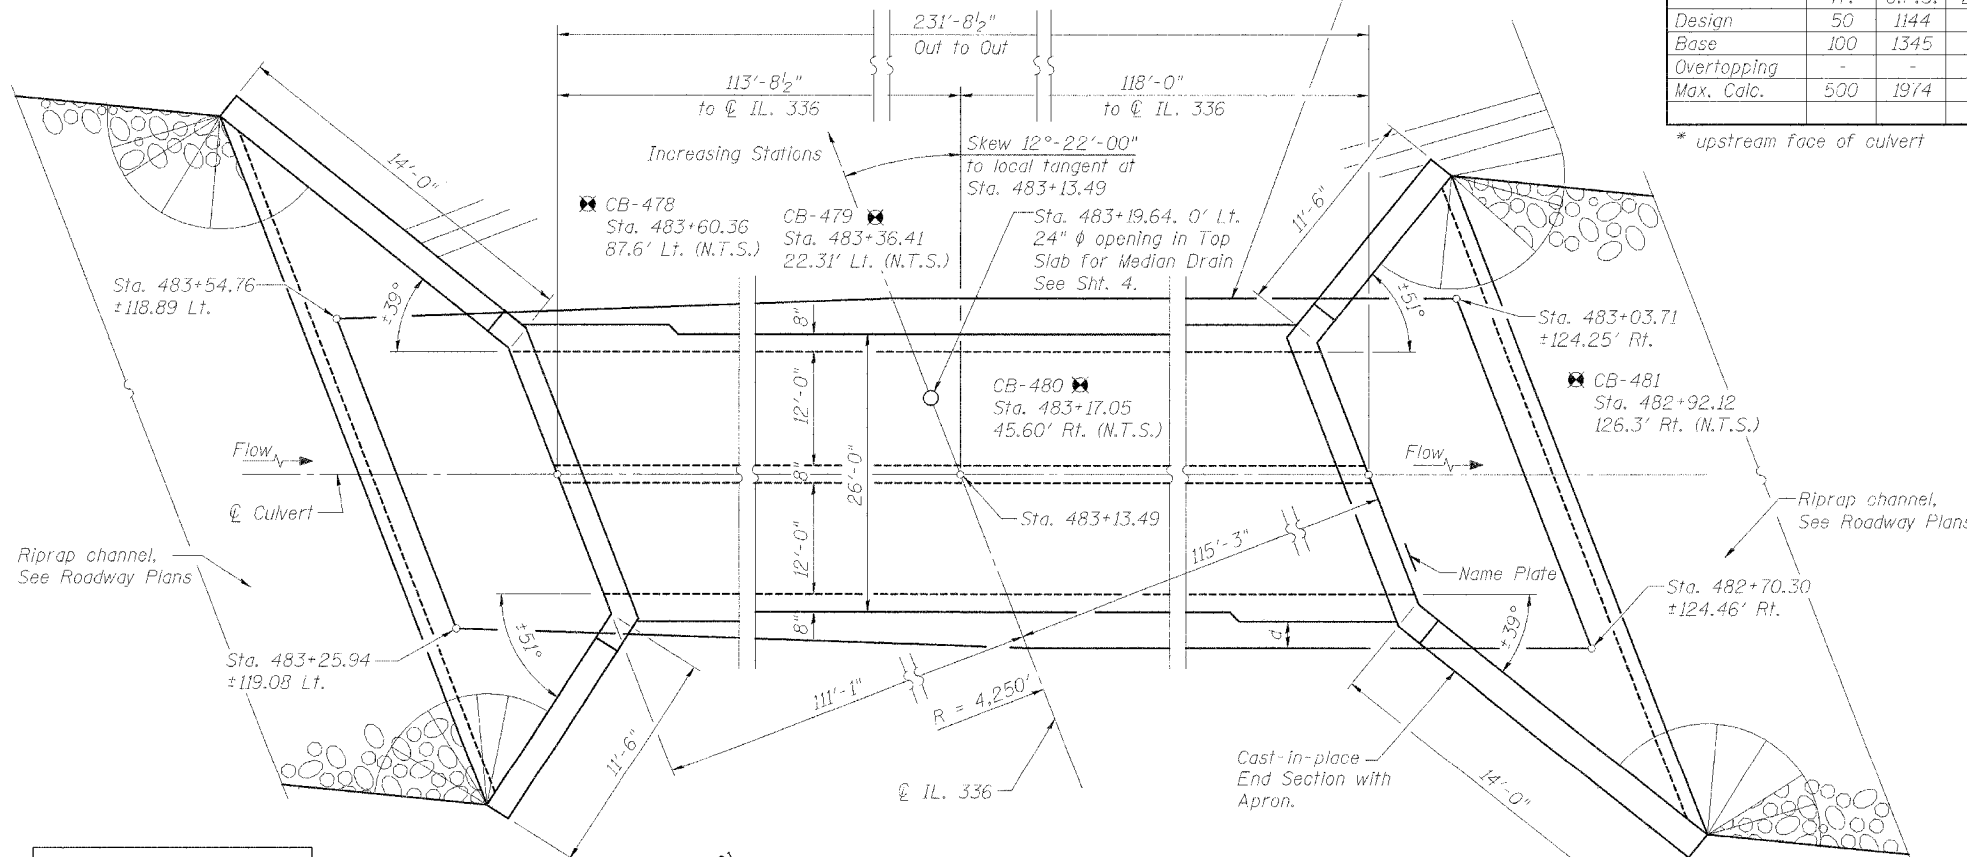 231'-8½"
Out to Out
113'-8½"
to ℄ IL. 336
118'-0"
to ℄ IL. 336
Design 50 1144
Base 100 1345
Overtopping - -
Max. Calc. 500 1974
* upstream face of culvert
Increasing Stations
Skew 12°-22'-00"
to local tangent at
Sta. 483+13.49
14'-0"
11'-6"
CB-478
Sta. 483+60.36
87.6' Lt. (N.T.S.)
CB-479
Sta. 483+36.41
22.31' Lt. (N.T.S.)
Sta. 483+19.64, 0' Lt.
24" ϕ opening in Top
Slab for Median Drain
See Sht. 4.
Sta. 483+54.76
±118.89 Lt.
±39°
8"
±51°
Sta. 483+03.71
±124.25' Rt.
12'-0"
CB-480
Sta. 483+17.05
45.60' Rt. (N.T.S.)
CB-481
Sta. 482+92.12
126.3' Rt. (N.T.S.)
Flow
8"
26'-0"
Flow
℄ Culvert
Sta. 483+13.49
Riprap channel,
See Roadway Plans
Riprap channel,
See Roadway Plans
12'-0"
115'-3"
Name Plate
Sta. 482+70.30
±124.46' Rt.
±51°
8"
d
±39°
Sta. 483+25.94
±119.08 Lt.
111'-1"
R = 4,250'
11'-6"
℄ IL. 336
Cast-in-place
End Section with
Apron.
14'-0"